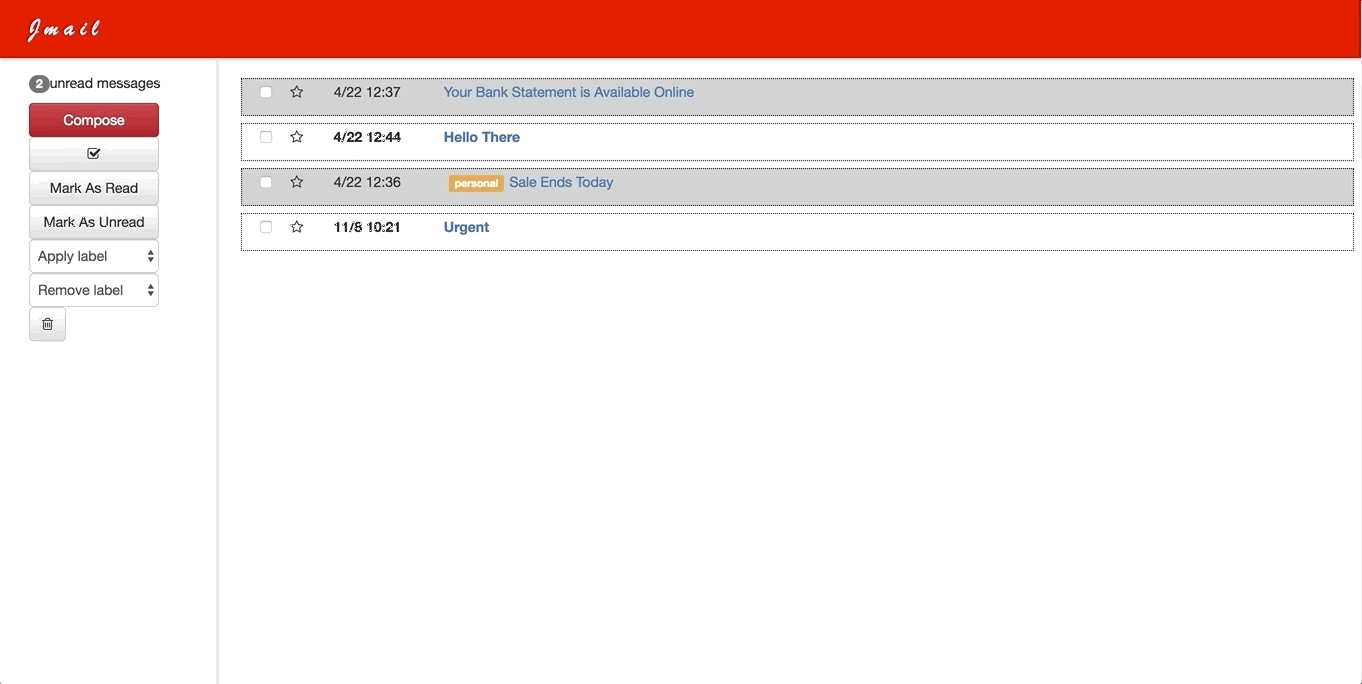 Jmail
2 unread messages
Compose
Mark As Read
Mark As Unread
Apply label
Remove label
4/22 12:37 Your Bank Statement is Available Online
4/22 12:44 Hello There
4/22 12:36 personal Sale Ends Today
11/8 10:21 Urgent